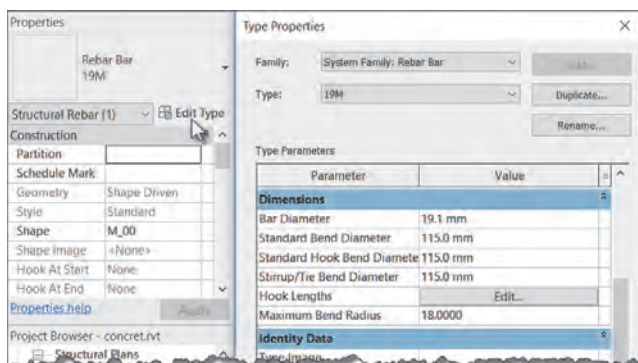 Properties
Rebar Bar
19M
Structural Rebar (1)
Edit Type
Construction
Partition
Schedule Mark
Geometry Shape Driven
Style Standard
Shape M_00
Shape Image <None>
Hook At Start None
Hook At End None
Properties help
Apply
Project Browser - concret.rvt
Structural Plans
Type Properties
Family: System Family: Rebar Bar
Type: 19M
Duplicate...
Rename...
Type Parameters
Parameter Value
Dimensions
Bar Diameter 19.1 mm
Standard Bend Diameter 115.0 mm
Standard Hook Bend Diamete 115.0 mm
Stirrup/Tie Bend Diameter 115.0 mm
Hook Lengths Edit...
Maximum Bend Radius 18.0000
Identity Data
Type Image